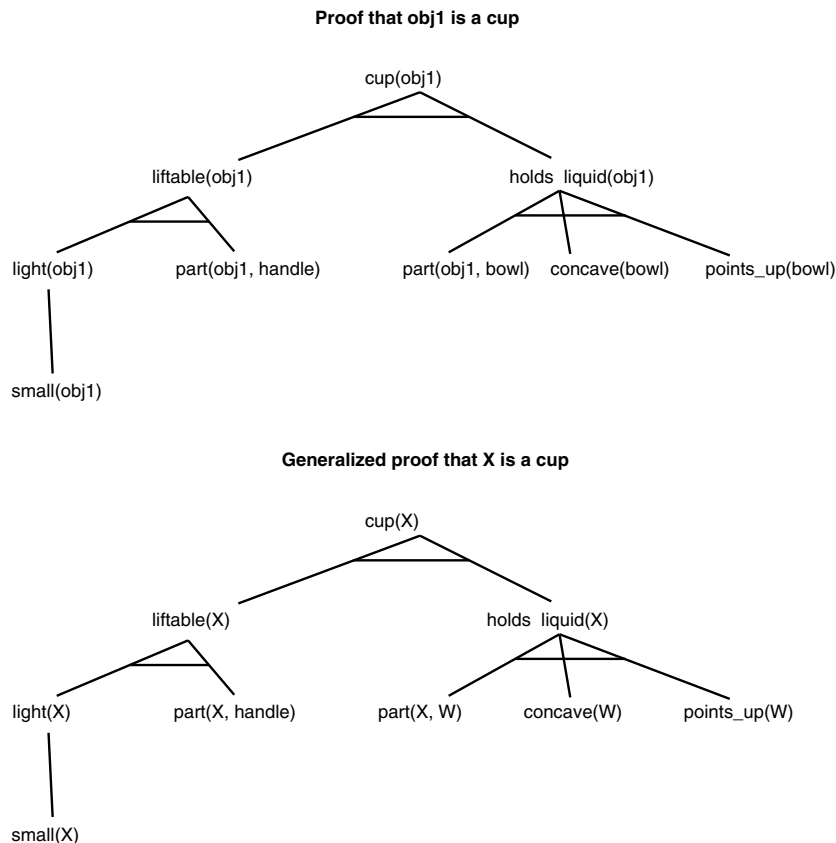 Proof that obj1 is a cup
cup(obj1)
liftable(obj1) holds liquid(obj1)
light(obj1) part(obj1, handle) part(obj1, bowl) concave(bowl) points_up(bowl)
small(obj1)
Generalized proof that X is a cup
cup(X)
liftable(X) holds liquid(X)
light(X) part(X, handle) part(X, W) concave(W) points_up(W)
small(X)